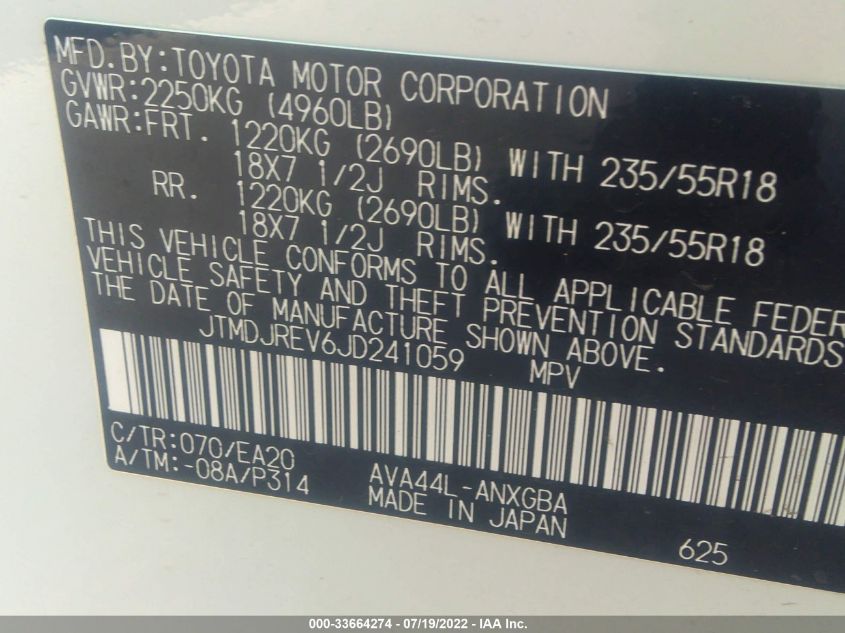 MFD.BY:TOYOTA MOTOR CORPORATION
GVWR:2250KG (4960LB)
GAWR:FRT. 1220KG (2690LB) WITH 235/55R18
18X7 1/2J RIMS.
RR. 1220KG (2690LB) WITH 235/55R18
18X7 1/2J RIMS.
THIS VEHICLE CONFORMS TO ALL APPLICABLE FEDER
VEHICLE SAFETY AND THEFT PREVENTION STANDARDS
THE DATE OF MANUFACTURE SHOWN ABOVE.
JTMDJREV6JD241059 MPV
C/TR:070/EA20
A/TM:-08A/P314
AVA44L-ANXGBA
MADE IN JAPAN
625
000-33664274 - 07/19/2022 - IAA Inc.